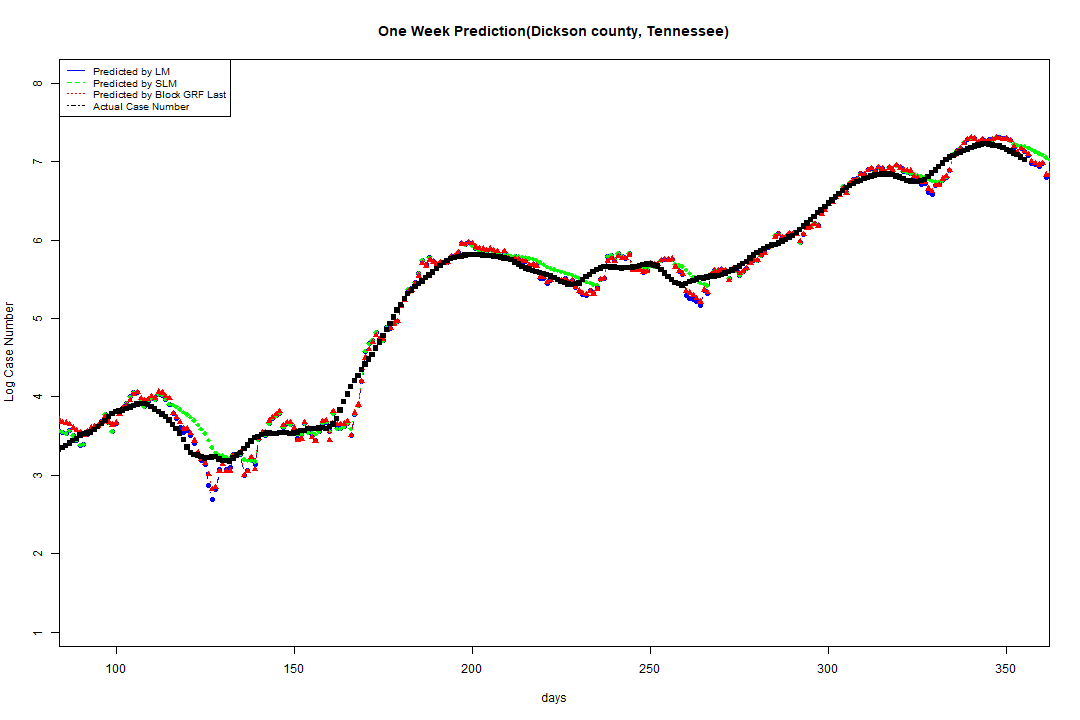 One Week Prediction(Dickson county, Tennessee)
Predicted by LM
Predicted by SLM
Predicted by Block GRF Last
Actual Case Number
8
7
6
5
4
3
2
1
Log Case Number
100 150 200 250 300 350
days